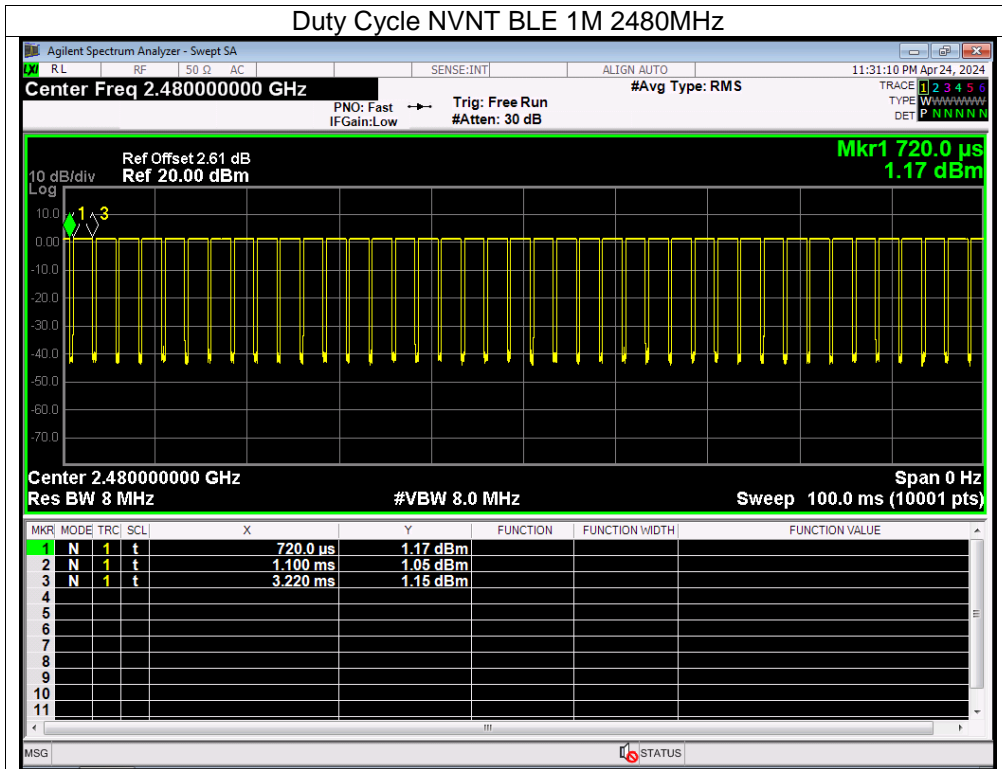 Duty Cycle NVNT BLE 1M 2480MHz
Agilent Spectrum Analyzer - Swept SA
LXI RL RF 50 Ω AC SENSE:INT ALIGN AUTO 11:31:10 PM Apr 24, 2024
Center Freq 2.480000000 GHz #Avg Type: RMS TRACE 1 2 3 4 5 6
PNO: Fast Trig: Free Run TYPE WWWWWW
IFGain:Low #Atten: 30 dB DET P N N N N N
Mkr1 720.0 µs
1.17 dBm
Ref Offset 2.61 dB
10 dB/div Ref 20.00 dBm
Log
10.0
1 3
0.00
-10.0
-20.0
-30.0
-40.0
-50.0
-60.0
-70.0
Center 2.480000000 GHz Span 0 Hz
Res BW 8 MHz #VBW 8.0 MHz Sweep 100.0 ms (10001 pts)
MKR MODE TRC SCL X Y FUNCTION FUNCTION WIDTH FUNCTION VALUE
1 N 1 t 720.0 µs 1.17 dBm
2 N 1 t 1.100 ms 1.05 dBm
3 N 1 t 3.220 ms 1.15 dBm
4
5
6
7
8
9
10
11
MSG STATUS